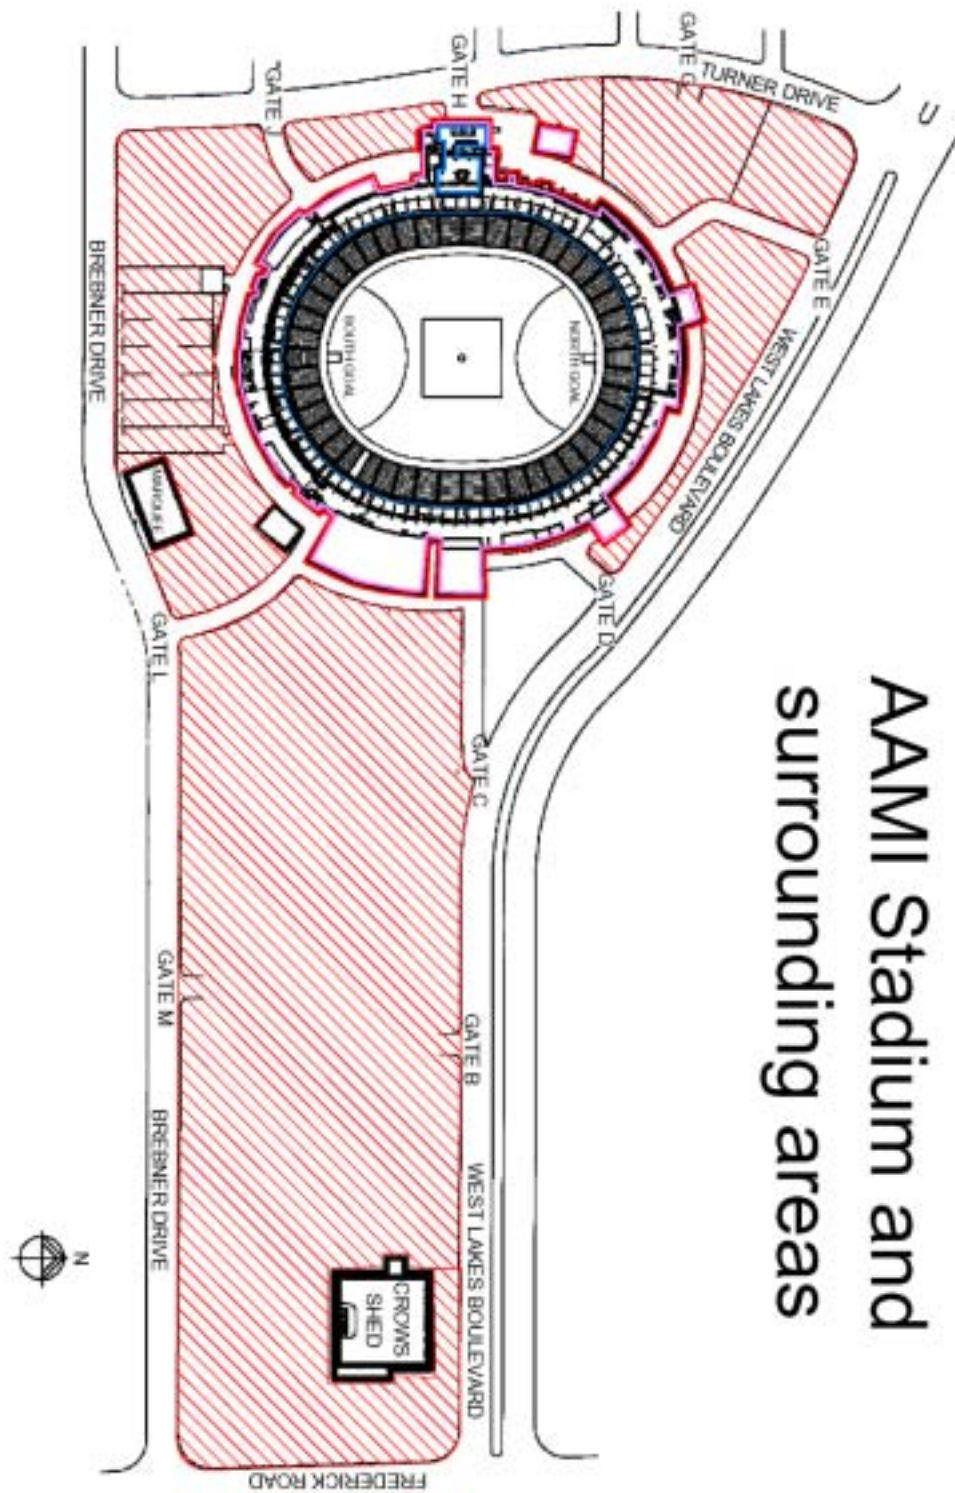 AAMI Stadium and
surrounding areas
GATE H
GATE G
TURNER DRIVE
GATE J
GATE E
BREBNER DRIVE
SOUTH GOAL
NORTH GOAL
WEST LAKES BOULEVARD
MARQUEE
GATE D
GATE L
GATE C
GATE M
GATE B
BREBNER DRIVE
WEST LAKES BOULEVARD
N
CROWS
SHED
FREDERICK ROAD